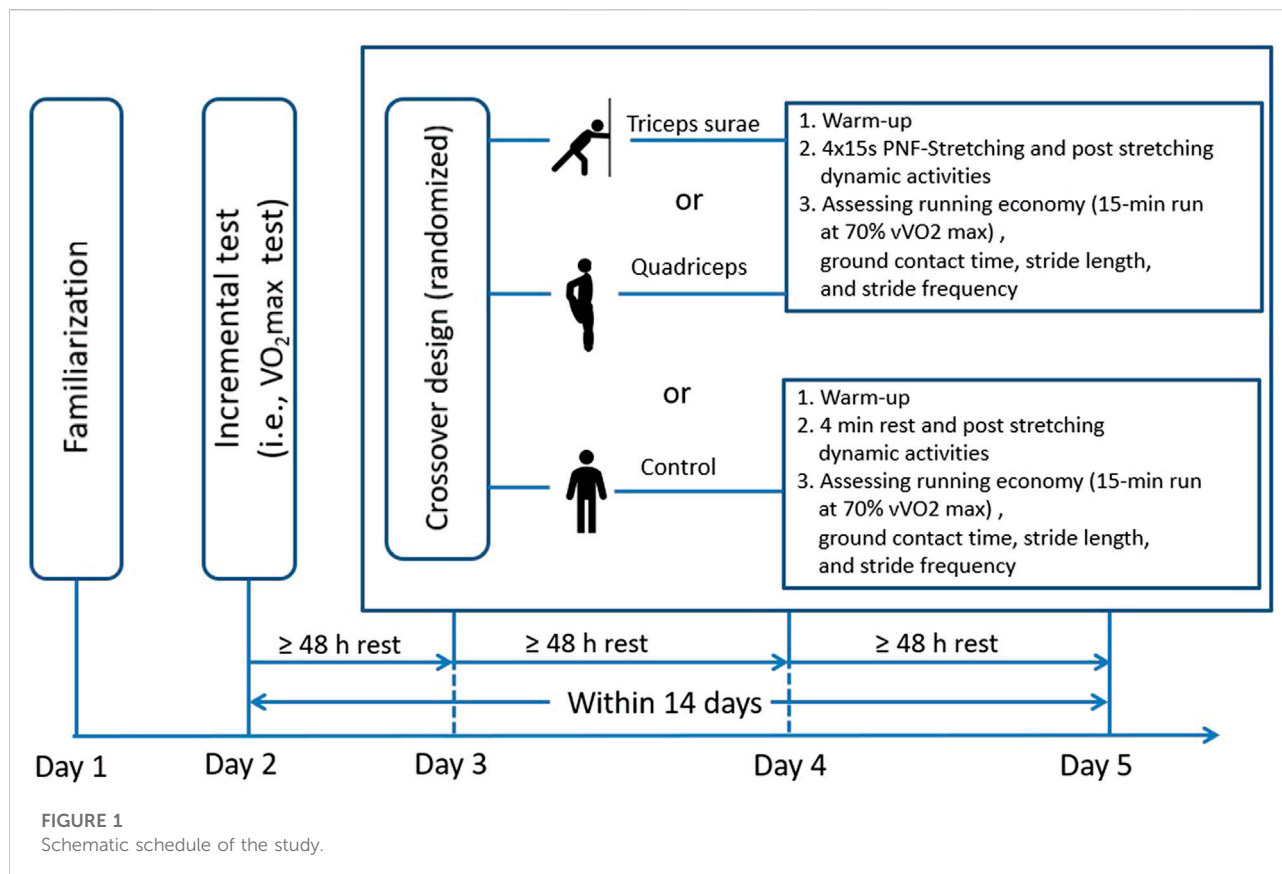 Familiarization
Incremental test
(i.e., VO₂max test)
Crossover design (randomized)
Triceps surae
or
Quadriceps
or
Control
1. Warm-up
2. 4x15s PNF-Stretching and post stretching
dynamic activities
3. Assessing running economy (15-min run
at 70% vVO2 max) ,
ground contact time, stride length,
and stride frequency
1. Warm-up
2. 4 min rest and post stretching
dynamic activities
3. Assessing running economy (15-min run
at 70% vVO2 max) ,
ground contact time, stride length,
and stride frequency
≥ 48 h rest
≥ 48 h rest
≥ 48 h rest
Within 14 days
Day 1
Day 2
Day 3
Day 4
Day 5
FIGURE 1
Schematic schedule of the study.